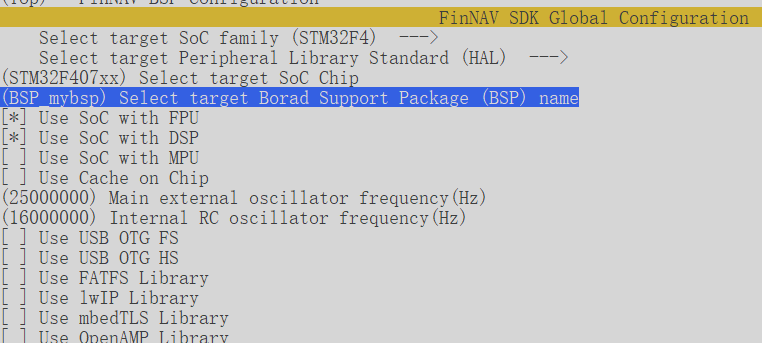 (Top) FinNAV BSP Configuration
FinNAV SDK Global Configuration
Select target SoC family (STM32F4) --->
Select target Peripheral Library Standard (HAL) --->
(STM32F407xx) Select target SoC Chip
(BSP_mybsp) Select target Borad Support Package (BSP) name
[*] Use SoC with FPU
[*] Use SoC with DSP
[ ] Use SoC with MPU
[ ] Use Cache on Chip
(25000000) Main external oscillator frequency(Hz)
(16000000) Internal RC oscillator frequency(Hz)
[ ] Use USB OTG FS
[ ] Use USB OTG HS
[ ] Use FATFS Library
[ ] Use lwIP Library
[ ] Use mbedTLS Library
[ ] Use OpenAMP Library